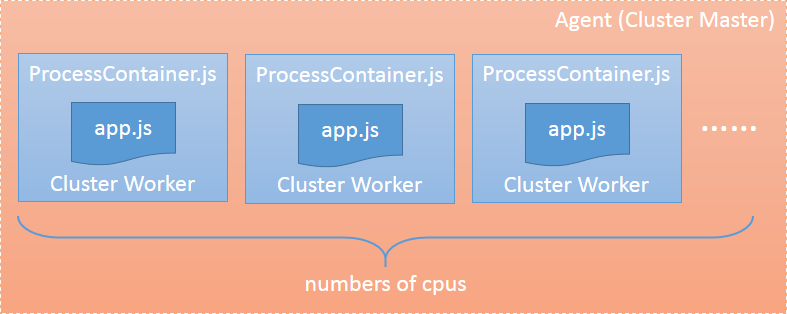 Agent (Cluster Master)
ProcessContainer.js
app.js
Cluster Worker
ProcessContainer.js
app.js
Cluster Worker
ProcessContainer.js
app.js
Cluster Worker
······
numbers of cpus